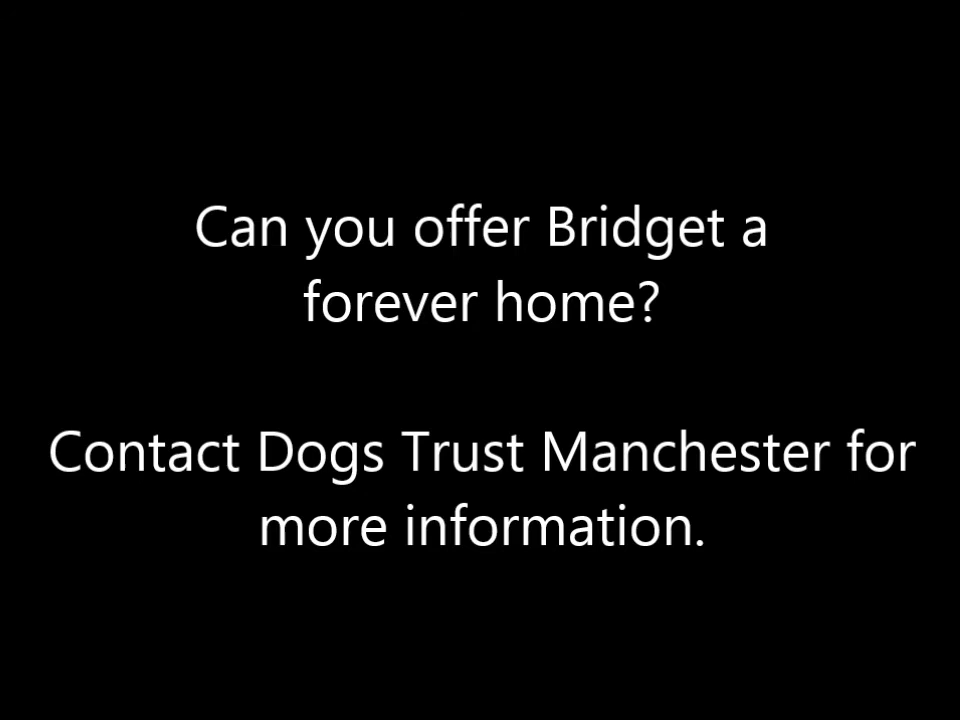 Can you offer Bridget a
forever home?
Contact Dogs Trust Manchester for
more information.